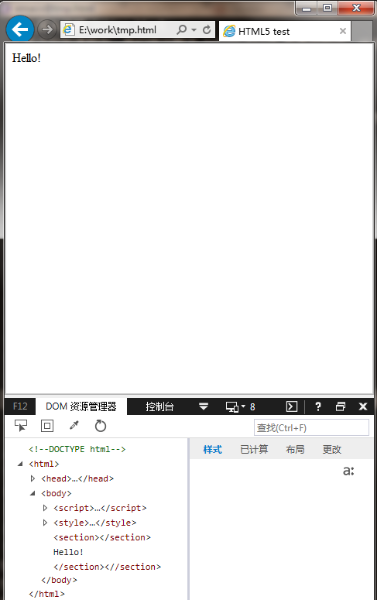 E:\work\tmp.html
HTML5 test
Hello!
F12 DOM 资源管理器 控制台 8 ?
查找(Ctrl+F)
<!--DOCTYPE html-->
<html>
<head>…</head>
<body>
<script>…</script>
<style>…</style>
<section></section>
Hello!
</section><//section>
</body>
</html>
样式 已计算 布局 更改
a: